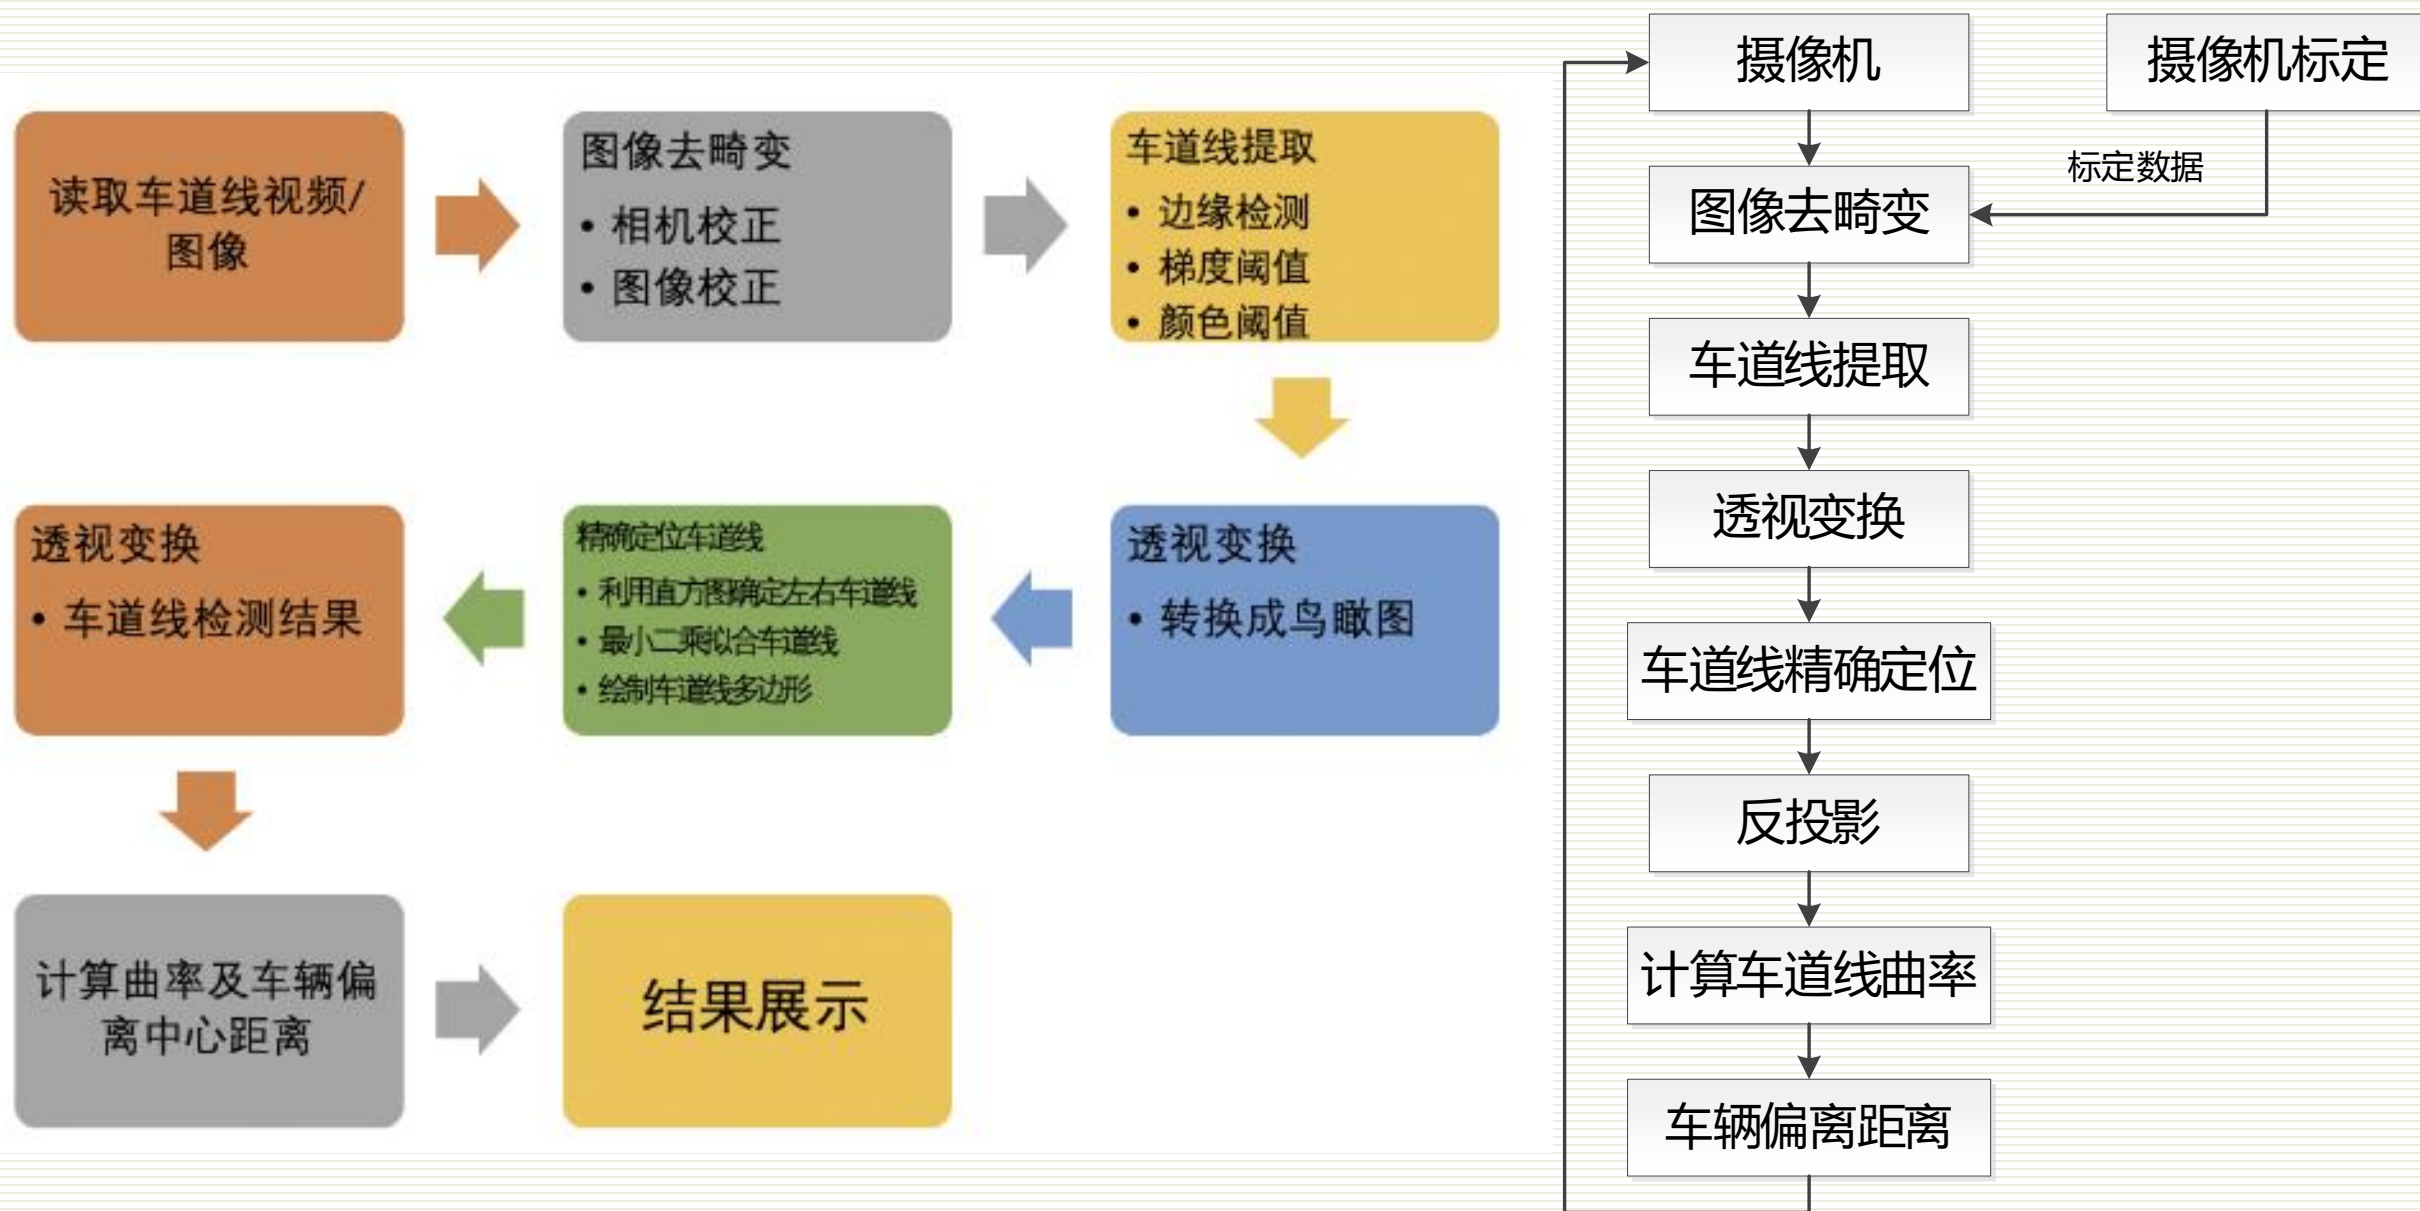 读取车道线视频/
图像
图像去畸变
• 相机校正
• 图像校正
车道线提取
• 边缘检测
• 梯度阈值
• 颜色阈值
透视变换
• 转换成鸟瞰图
精确定位车道线
• 利用直方图确定左右车道线
• 最小二乘拟合车道线
• 绘制车道线多边形
透视变换
• 车道线检测结果
计算曲率及车辆偏
离中心距离
结果展示
摄像机
摄像机标定
标定数据
图像去畸变
车道线提取
透视变换
车道线精确定位
反投影
计算车道线曲率
车辆偏离距离